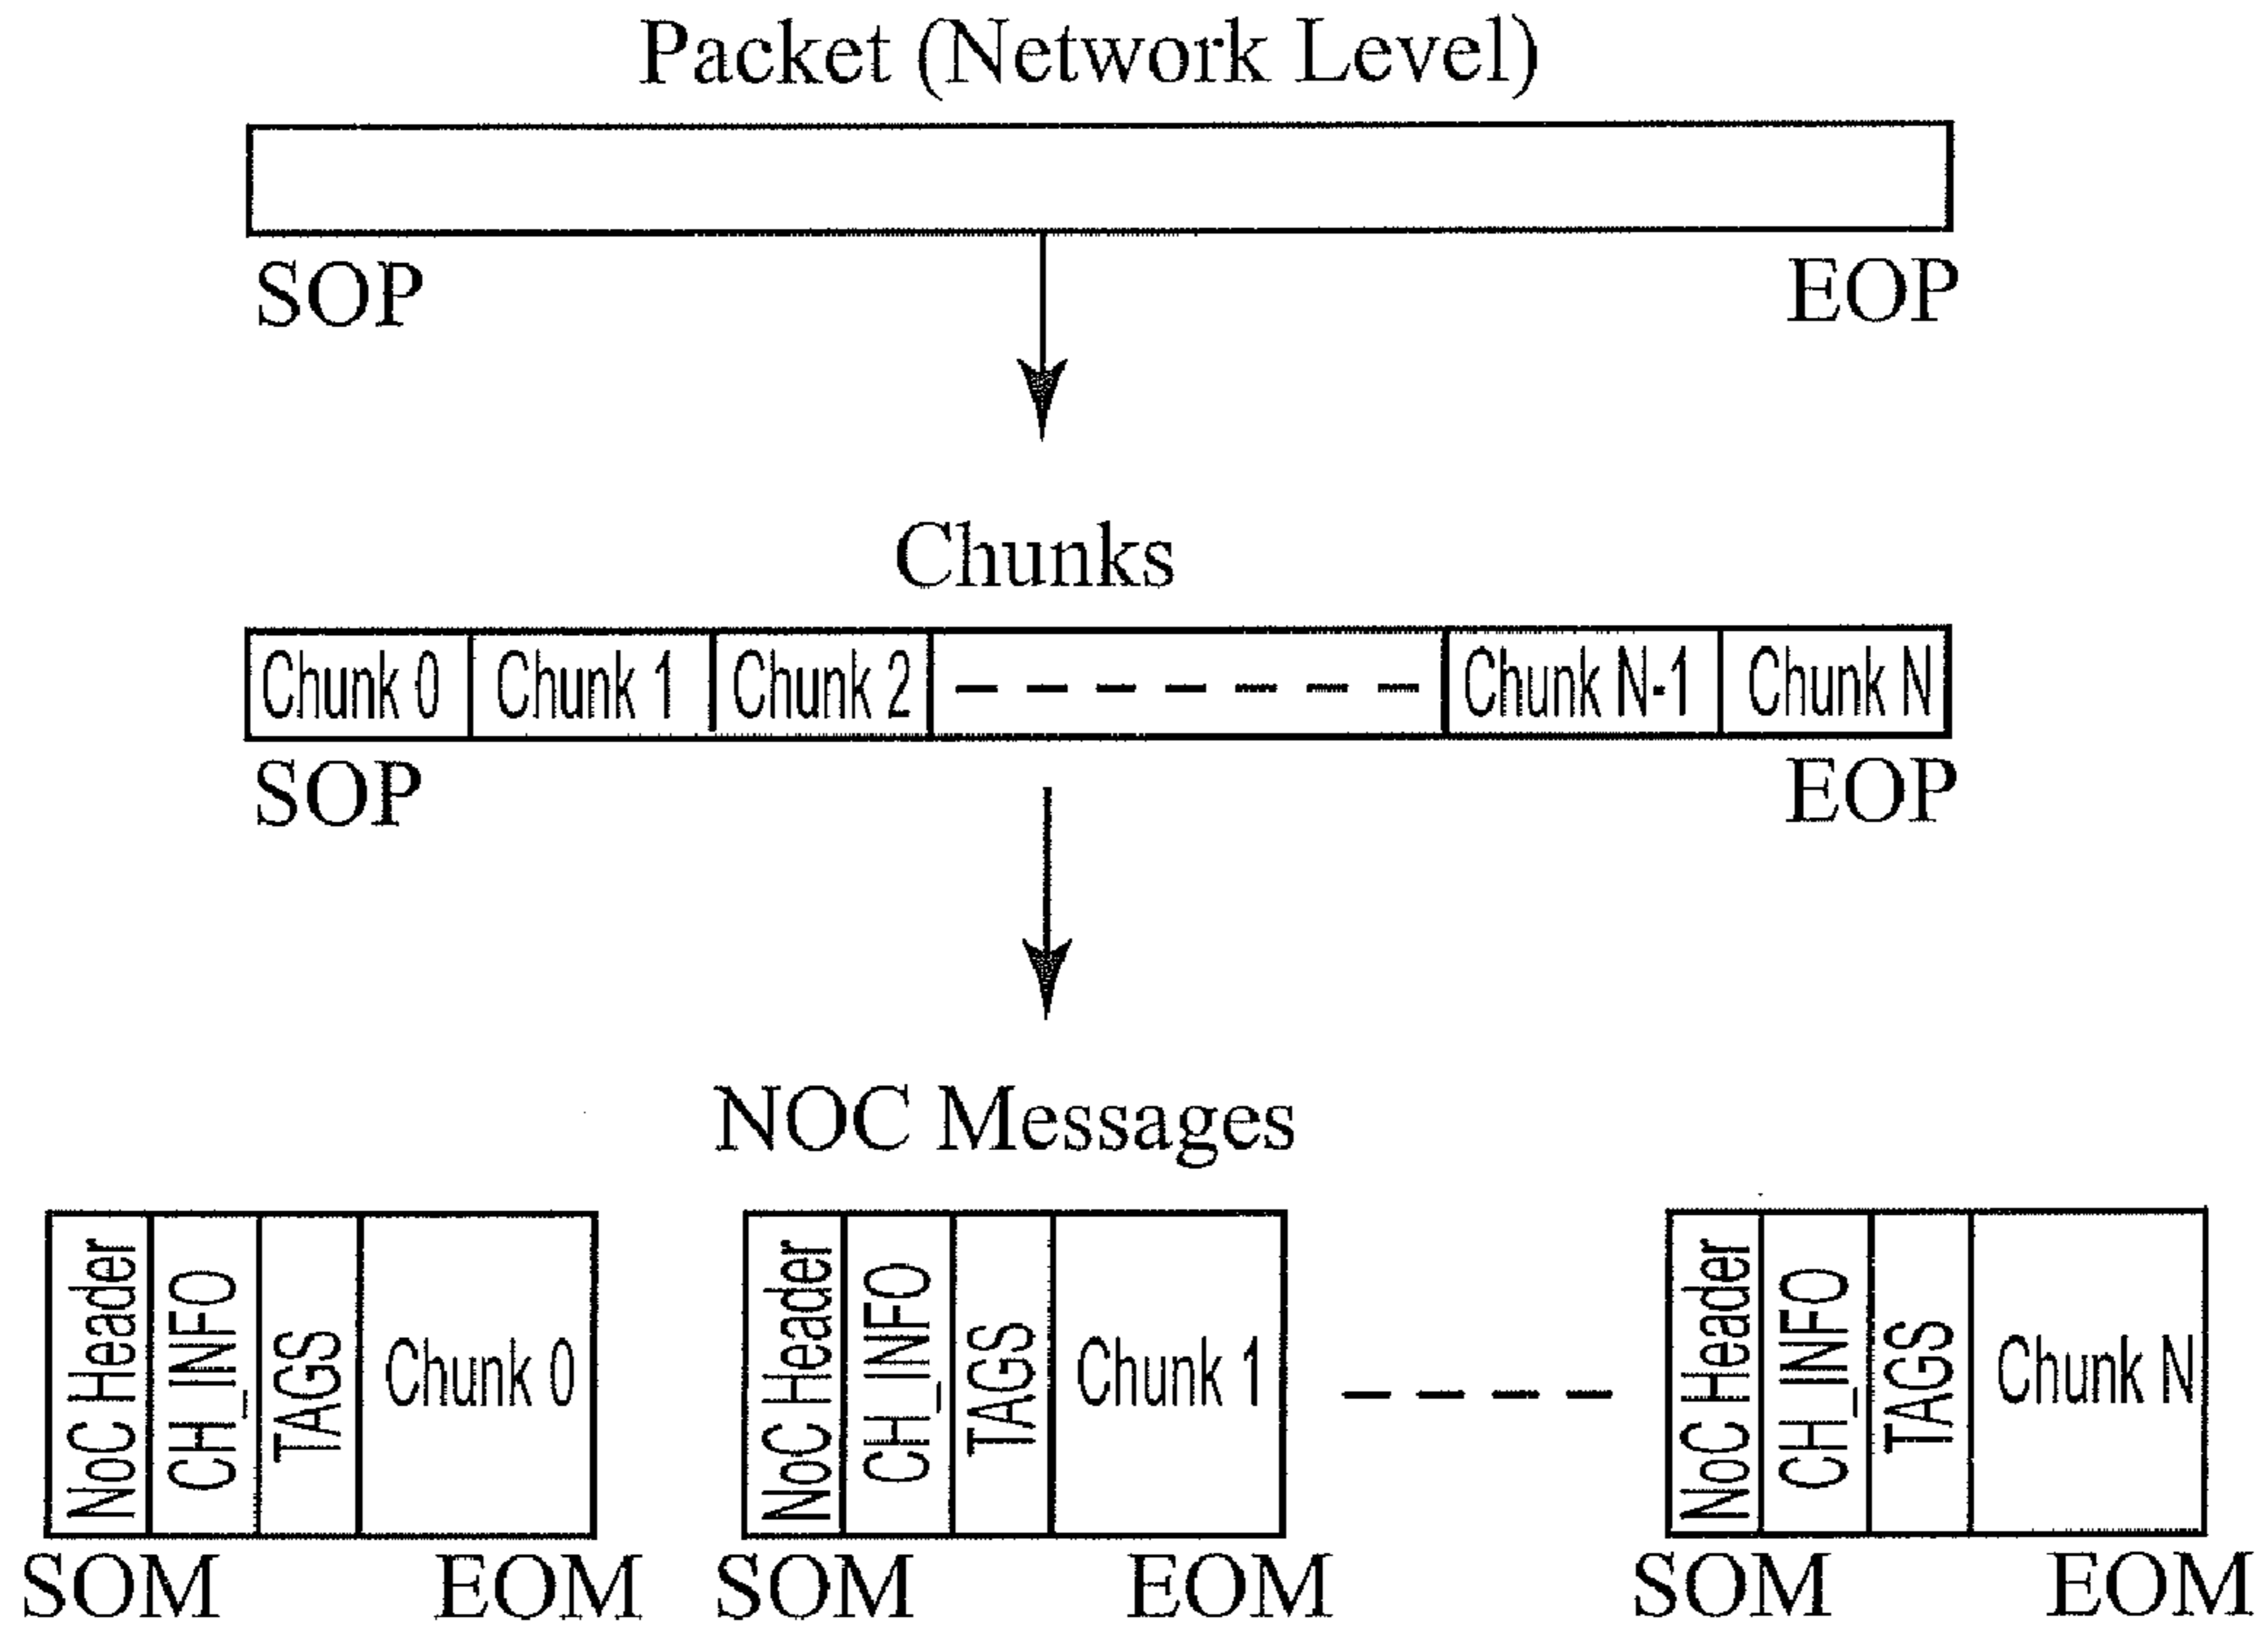 Packet (Network Level)
SOP EOP
Chunks
Chunk 0 Chunk 1 Chunk 2 Chunk N-1 Chunk N
SOP EOP
NOC Messages
NoC Header CH_INFO TAGS Chunk 0 NoC Header CH_INFO TAGS Chunk 1 NoC Header CH_INFO TAGS Chunk N
SOM EOM SOM EOM SOM EOM